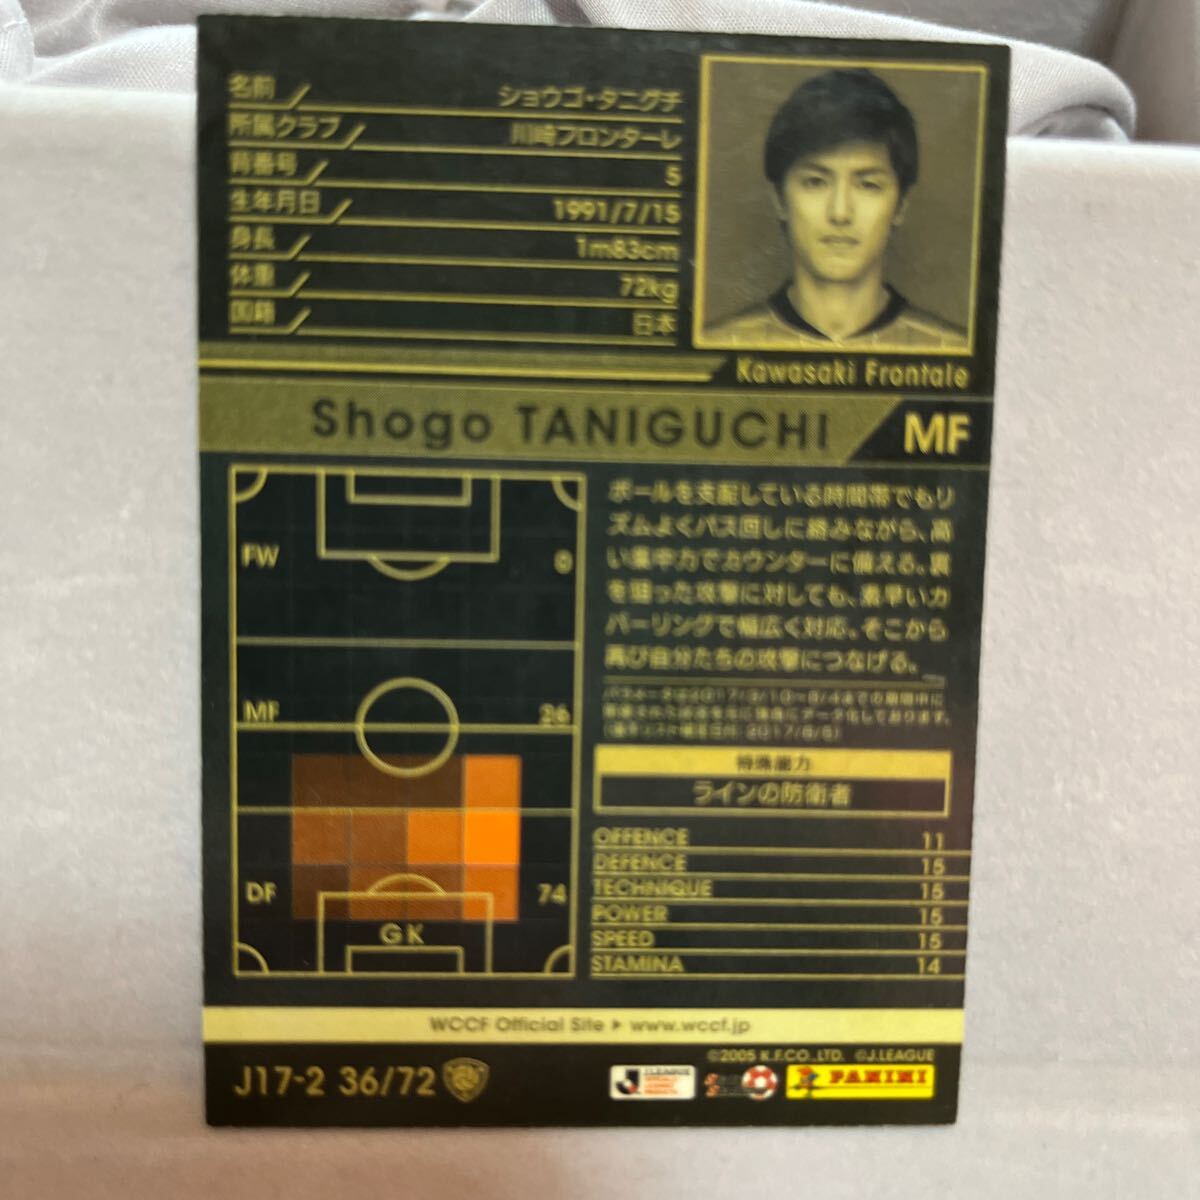 名前 ショウゴ・タニグチ
所属クラブ 川崎フロンターレ
背番号 5
生年月日 1991/7/15
身長 1m83cm
体重 72kg
国籍 日本
Kawasaki Frontale
Shogo TANIGUCHI MF
FW 0
MF 26
DF 74
GK
ボールを支配している時間帯でもリ
ズムよくパス回しに絡みながら、高
い集中力でカウンターに備える。裏
を狙った攻撃に対しても、素早いカ
バーリングで幅広く対応。そこから
再び自分たちの攻撃につなげる。
特殊能力
ラインの防衛者
OFFENCE 11
DEFENCE 15
TECHNIQUE 15
POWER 15
SPEED 15
STAMINA 14
WCCF Official Site ▶ www.wccf.jp
©2005 K.F.CO.,LTD. ©J.LEAGUE
J17-2 36/72
J.LEAGUE
PANINI